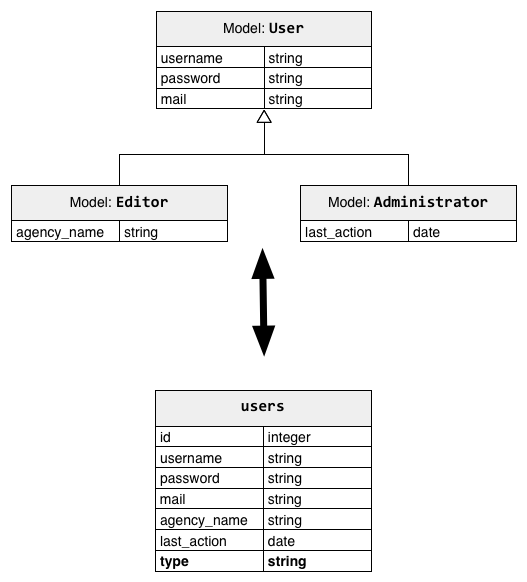 Model: User
username string
password string
mail string
Model: Editor
agency_name string
Model: Administrator
last_action date
users
id integer
username string
password string
mail string
agency_name string
last_action date
type string